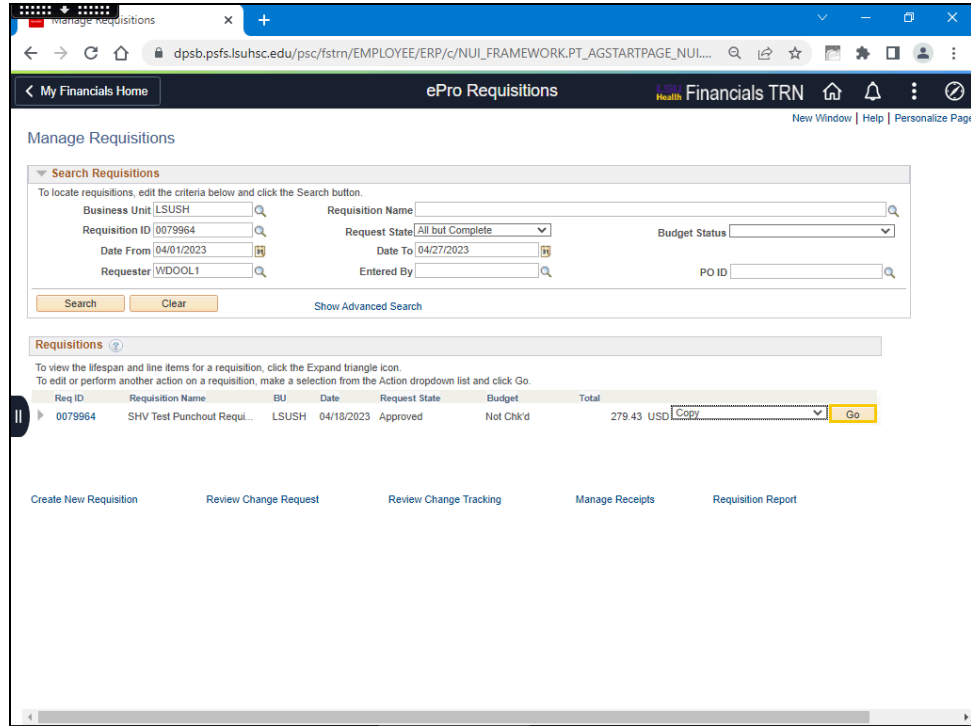 Manage Requisitions
dpsb.psfs.lsuhsc.edu/psc/fstrn/EMPLOYEE/ERP/c/NUI_FRAMEWORK.PT_AGSTARTPAGE_NUI....
My Financials Home ePro Requisitions LSU Health Financials TRN
New Window | Help | Personalize Page
Manage Requisitions
Search Requisitions
To locate requisitions, edit the criteria below and click the Search button.
Business Unit LSUSH Requisition Name
Requisition ID 0079964 Request State All but Complete Budget Status
Date From 04/01/2023 Date To 04/27/2023
Requester WDOOL1 Entered By PO ID
Search Clear Show Advanced Search
Requisitions ?
To view the lifespan and line items for a requisition, click the Expand triangle icon.
To edit or perform another action on a requisition, make a selection from the Action dropdown list and click Go.
Req ID Requisition Name BU Date Request State Budget Total
0079964 SHV Test Punchout Requi... LSUSH 04/18/2023 Approved Not Chk'd 279.43 USD Copy Go
Create New Requisition Review Change Request Review Change Tracking Manage Receipts Requisition Report